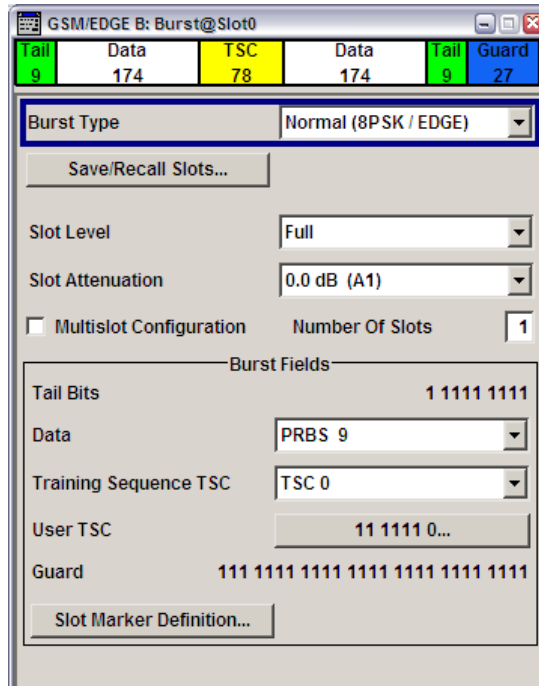 GSM/EDGE B: Burst@Slot0
Tail Data TSC Data Tail Guard
9 174 78 174 9 27
Burst Type Normal (8PSK / EDGE)
Save/Recall Slots...
Slot Level Full
Slot Attenuation 0.0 dB (A1)
Multislot Configuration Number Of Slots 1
Burst Fields
Tail Bits 1 1111 1111
Data PRBS 9
Training Sequence TSC TSC 0
User TSC 11 1111 0...
Guard 111 1111 1111 1111 1111 1111 1111
Slot Marker Definition...